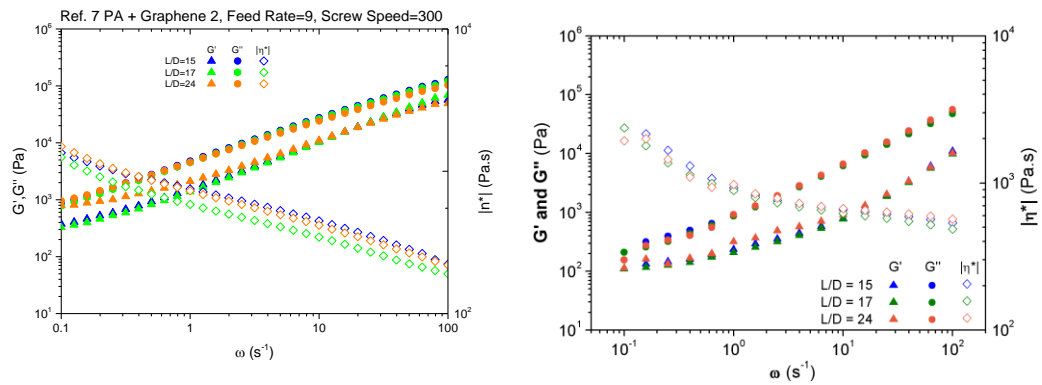 Ref. 7 PA + Graphene 2, Feed Rate=9, Screw Speed=300
G' G" |η*|
L/D=15
L/D=17
L/D=24
10⁶
10⁵
10⁴
10³
10²
10¹
G',G" (Pa)
10⁴
10³
10²
|n*| (Pa.s)
0.1 1 10 100
ω (s⁻¹)
10⁶
10⁵
10⁴
10³
10²
10¹
G' and G" (Pa)
10⁴
10³
10²
|η*| (Pa.s)
G' G" |η*|
L/D = 15
L/D = 17
L/D = 24
10⁻¹ 10⁰ 10¹ 10²
ω (s⁻¹)